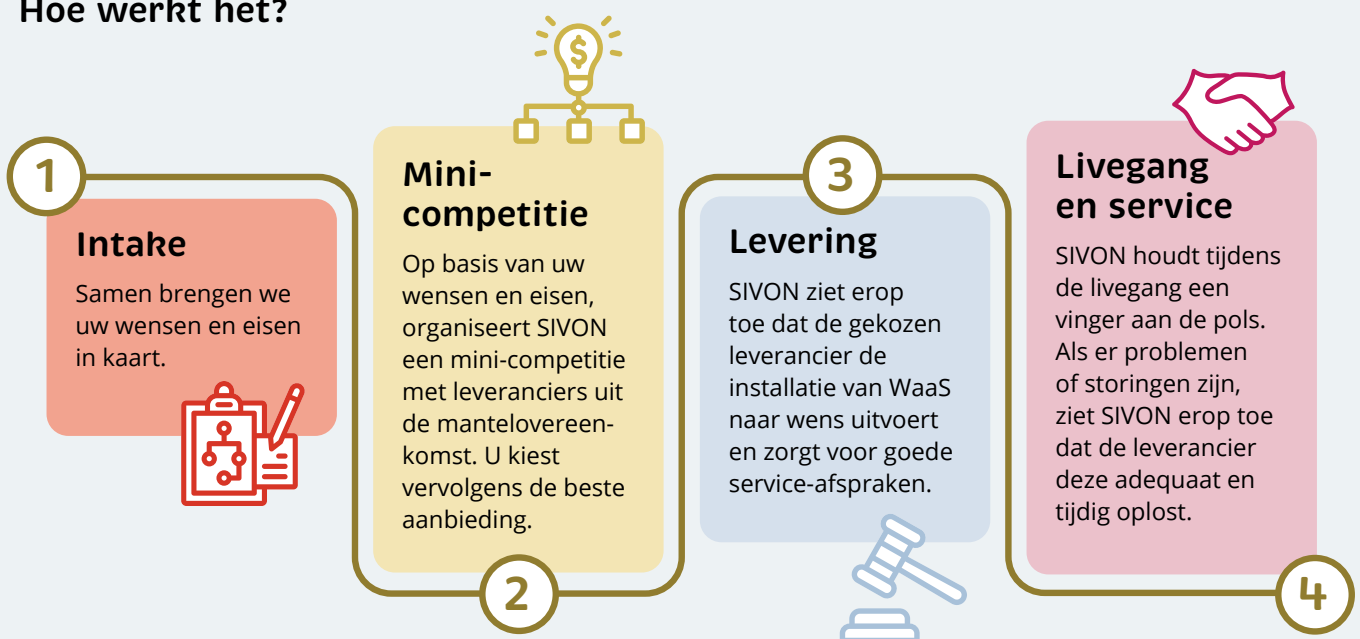 Hoe werkt het?
1
Intake
Samen brengen we
uw wensen en eisen
in kaart.
Mini-
competitie
Op basis van uw
wensen en eisen,
organiseert SIVON
een mini-competitie
met leveranciers uit
de mantelovereen-
komst. U kiest
vervolgens de beste
aanbieding.
2
3
Levering
SIVON ziet erop
toe dat de gekozen
leverancier de
installatie van WaaS
naar wens uitvoert
en zorgt voor goede
service-afspraken.
Livegang
en service
SIVON houdt tijdens
de livegang een
vinger aan de pols.
Als er problemen
of storingen zijn,
ziet SIVON erop toe
dat de leverancier
deze adequaat en
tijdig oplost.
4
$